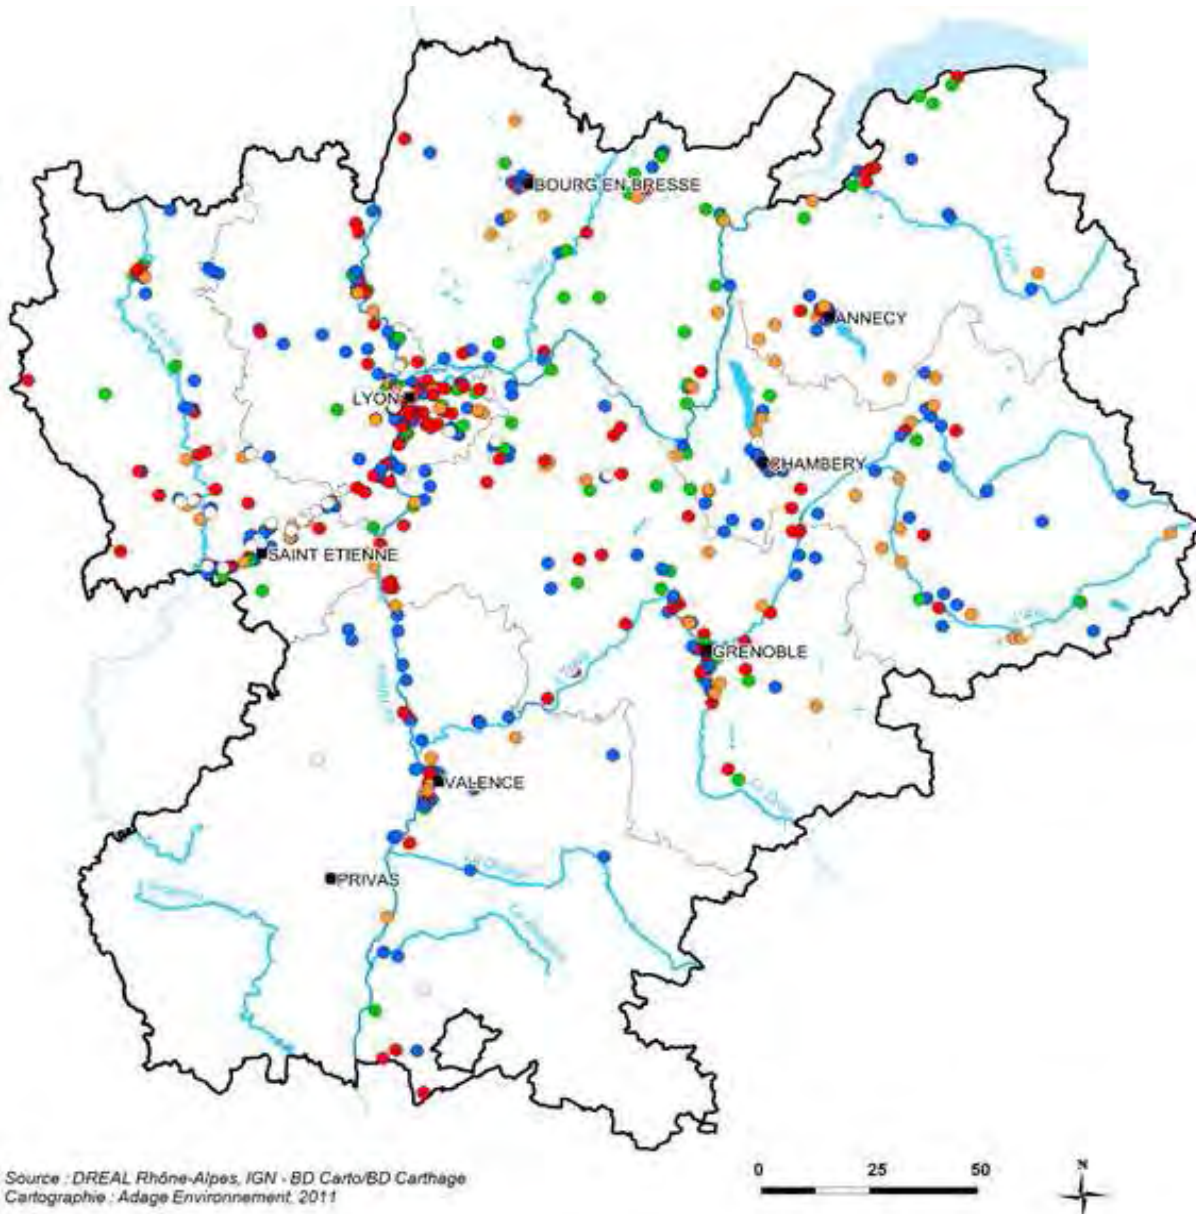 BOURG EN BRESSE
ANNECY
LYON
CHAMBERY
SAINT ETIENNE
GRENOBLE
VALENCE
PRIVAS
Source : DREAL Rhône-Alpes, IGN - BD Carto/BD Carthage
Cartographie : Adage Environnement, 2011
0 25 50
N